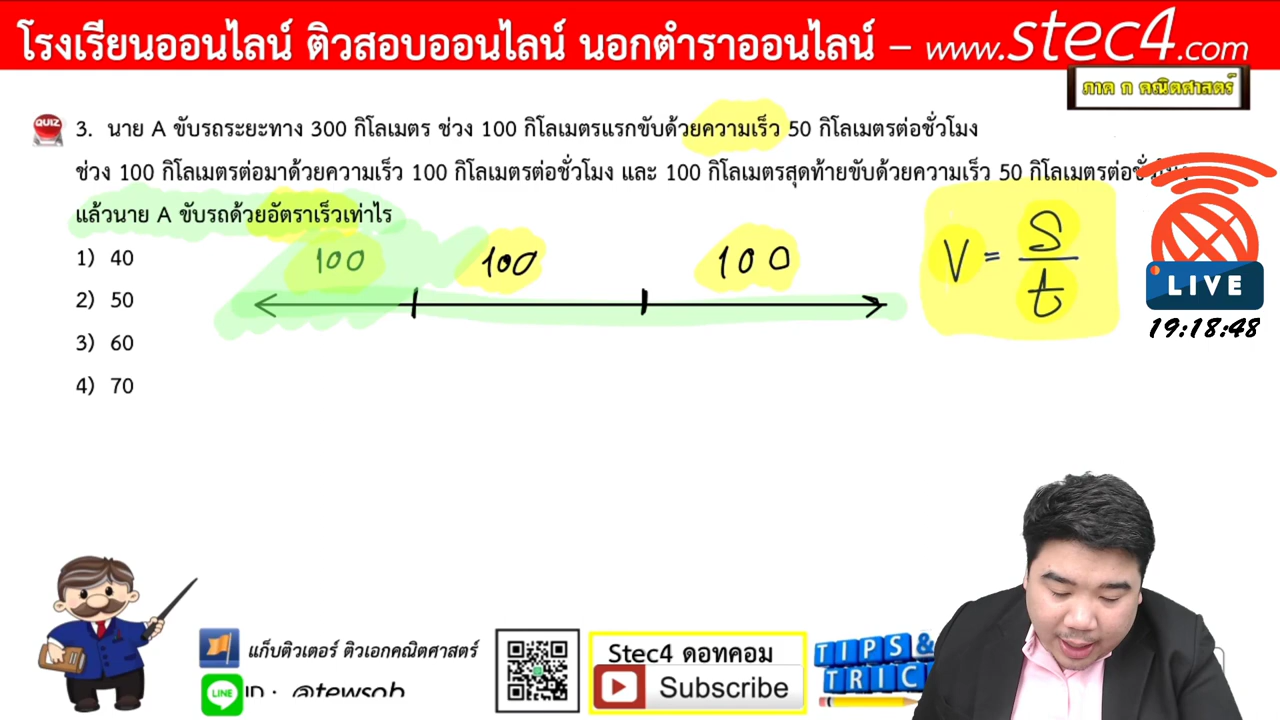 โรงเรียนออนไลน์ ติวสอบออนไลน์ นอกตำราออนไลน์ – www.stec4.com
ภาค ก คณิตศาสตร์
QUIZ
3. นาย A ขับรถระยะทาง 300 กิโลเมตร ช่วง 100 กิโลเมตรแรกขับด้วยความเร็ว 50 กิโลเมตรต่อชั่วโมง
ช่วง 100 กิโลเมตรต่อมาด้วยความเร็ว 100 กิโลเมตรต่อชั่วโมง และ 100 กิโลเมตรสุดท้ายขับด้วยความเร็ว 50 กิโลเมตรต่อชั่วโมง
แล้วนาย A ขับรถด้วยอัตราเร็วเท่าไร
1) 40
2) 50
3) 60
4) 70
100 100 100
V = S/t
LIVE
19:18:48
แก็บติวเตอร์ ติวเอกคณิตศาสตร์
LINE
ID : @tewsob
Stec4 ดอทคอม
Subscribe
TIPS &